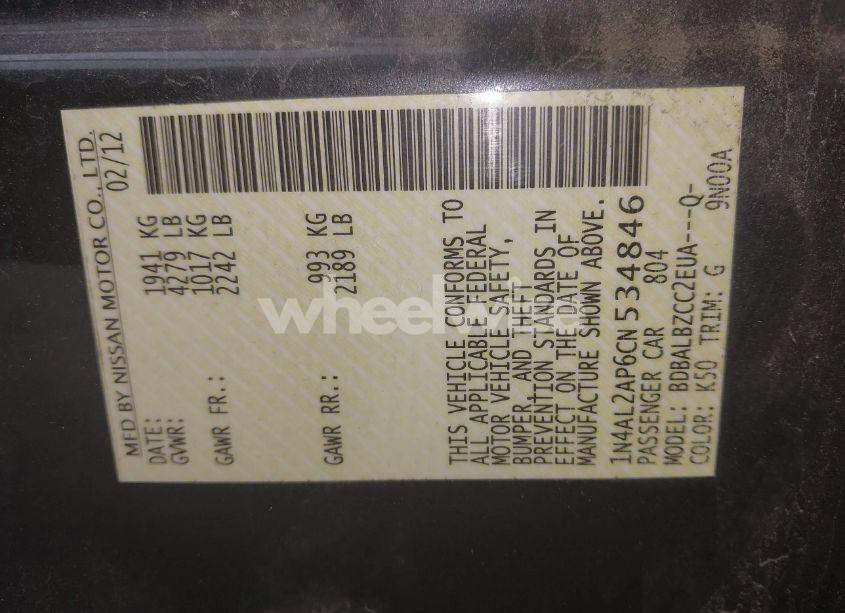 MFD BY NISSAN MOTOR CO., LTD.
DATE: 02/12
GVWR: 1941 KG
4279 LB
GAWR FR.: 1017 KG
2242 LB
GAWR RR.: 993 KG
2189 LB
THIS VEHICLE CONFORMS TO
ALL APPLICABLE FEDERAL
MOTOR VEHICLE SAFETY,
BUMPER, AND THEFT
PREVENTION STANDARDS IN
EFFECT ON THE DATE OF
MANUFACTURE SHOWN ABOVE.
1N4AL2AP6CN534846
PASSENGER CAR 804
MODEL: BDBALBZCC2EUA---Q-
COLOR: K50 TRIM: G 9N00A